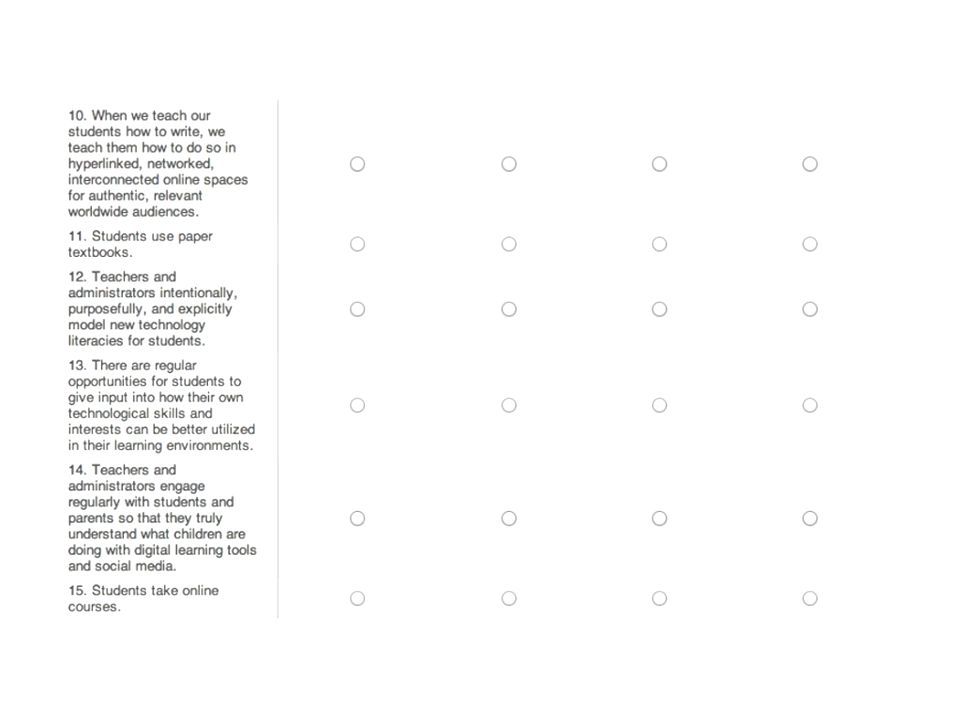 10. When we teach our
students how to write, we
teach them how to do so in
hyperlinked, networked,
interconnected online spaces
for authentic, relevant
worldwide audiences.
11. Students use paper
textbooks.
12. Teachers and
administrators intentionally,
purposefully, and explicitly
model new technology
literacies for students.
13. There are regular
opportunities for students to
give input into how their own
technological skills and
interests can be better utilized
in their learning environments.
14. Teachers and
administrators engage
regularly with students and
parents so that they truly
understand what children are
doing with digital learning tools
and social media.
15. Students take online
courses.